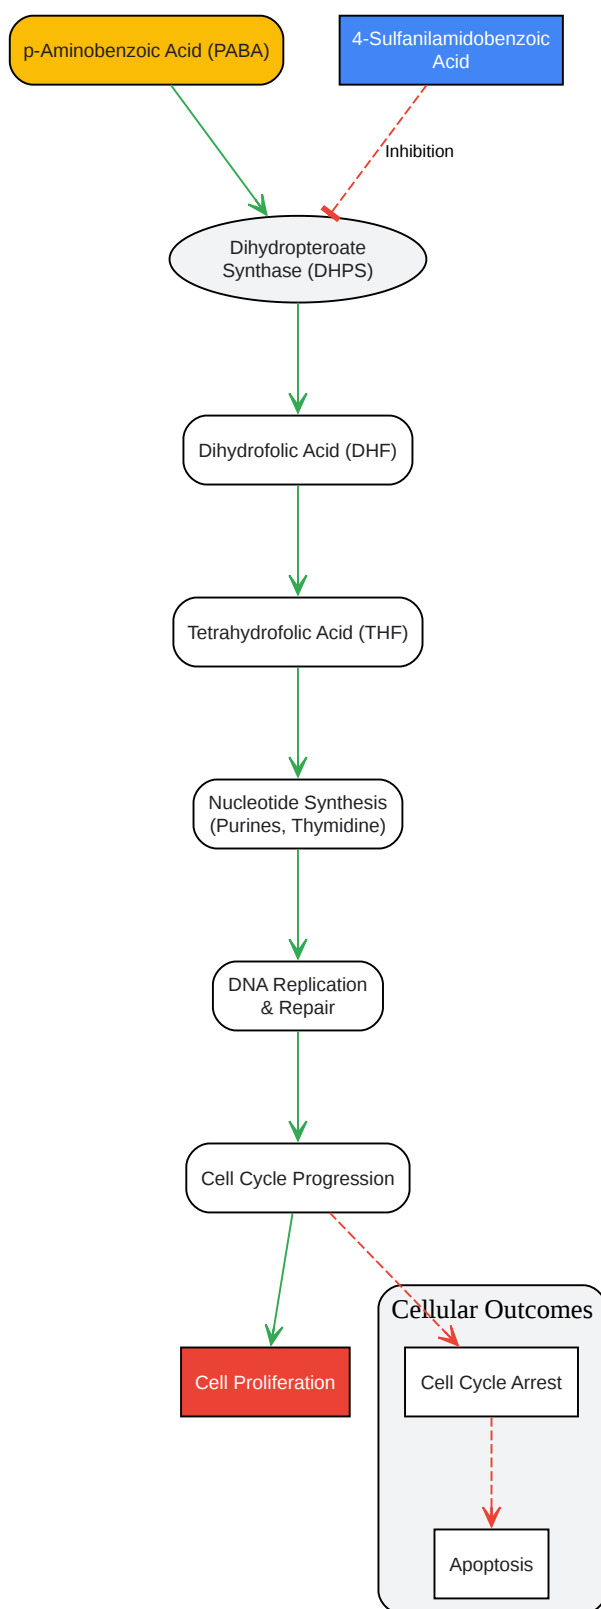 p-Aminobenzoic Acid (PABA)
4-Sulfanilamidobenzoic
Acid
Inhibition
Dihydropteroate
Synthase (DHPS)
Dihydrofolic Acid (DHF)
Tetrahydrofolic Acid (THF)
Nucleotide Synthesis
(Purines, Thymidine)
DNA Replication
& Repair
Cell Cycle Progression
Cellular Outcomes
Cell Proliferation
Cell Cycle Arrest
Apoptosis